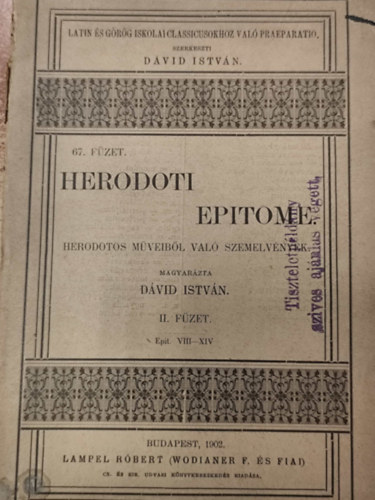 LATIN ÉS GÖRÖG ISKOLAI CLASSICUSOKHOZ VALÓ PRAEPARATIO.
SZERKESZTI
DÁVID ISTVÁN.
67. FÜZET.
HERODOTI
EPITOME.
HERODOTOS MŰVEIBŐL VALÓ SZEMELVÉNYEK.
MAGYARÁZTA
DÁVID ISTVÁN.
II. FÜZET.
Epit. VIII—XIV
BUDAPEST, 1902.
LAMPEL RÓBERT (WODIANER F. ÉS FIAI)
CS. ÉS KIR. UDVARI KÖNYVKERESKEDÉS KIADÁSA.
Tiszteletpéldány
szives ajánlás végett.